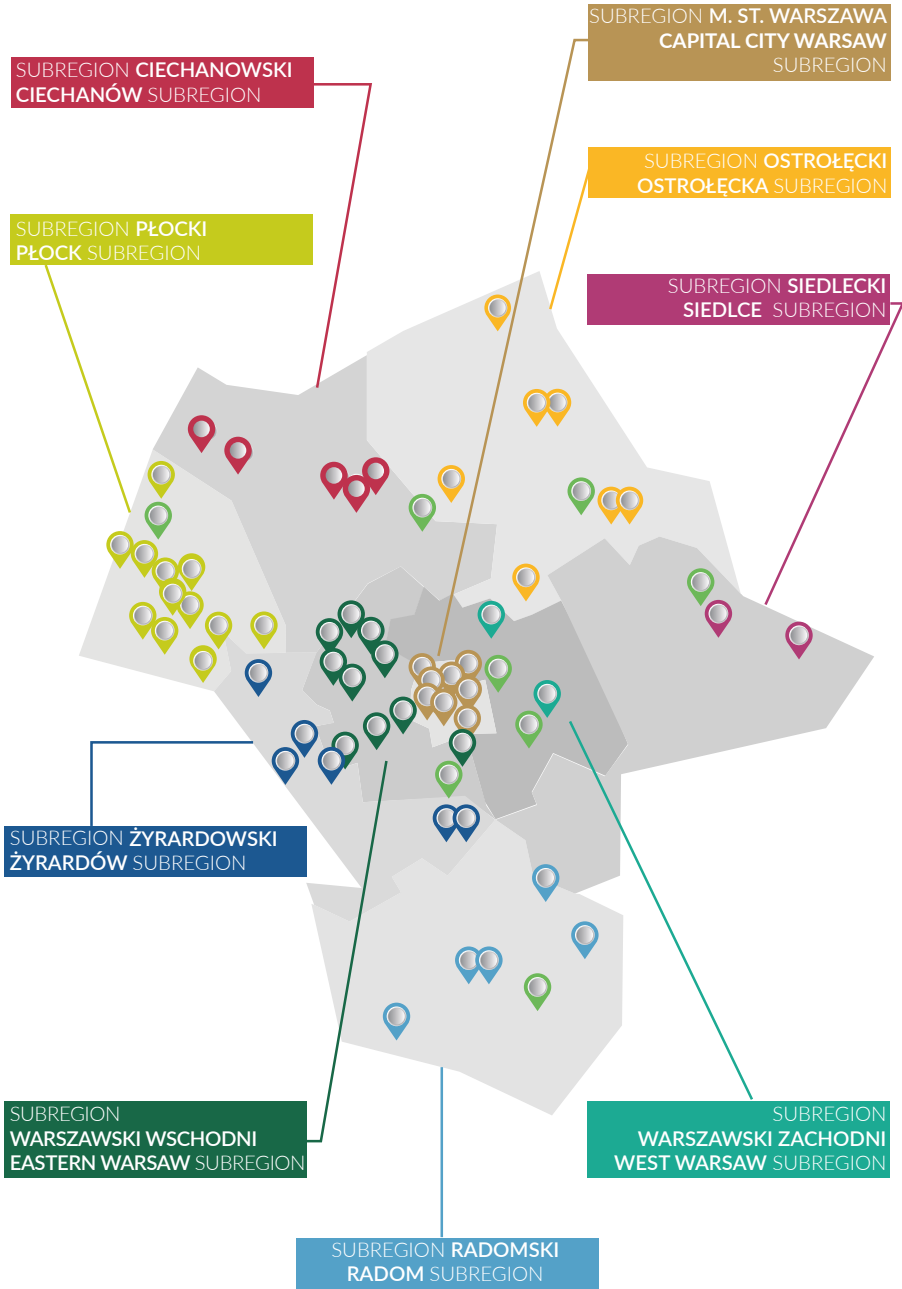 SUBREGION M. ST. WARSZAWA
CAPITAL CITY WARSAW
SUBREGION
SUBREGION CIECHANOWSKI
CIECHANÓW SUBREGION
SUBREGION OSTROŁĘCKI
OSTROŁĘCKA SUBREGION
SUBREGION PŁOCKI
PŁOCK SUBREGION
SUBREGION SIEDLECKI
SIEDLCE SUBREGION
SUBREGION ŻYRARDOWSKI
ŻYRARDÓW SUBREGION
SUBREGION
WARSZAWSKI WSCHODNI
EASTERN WARSAW SUBREGION
SUBREGION
WARSZAWSKI ZACHODNI
WEST WARSAW SUBREGION
SUBREGION RADOMSKI
RADOM SUBREGION